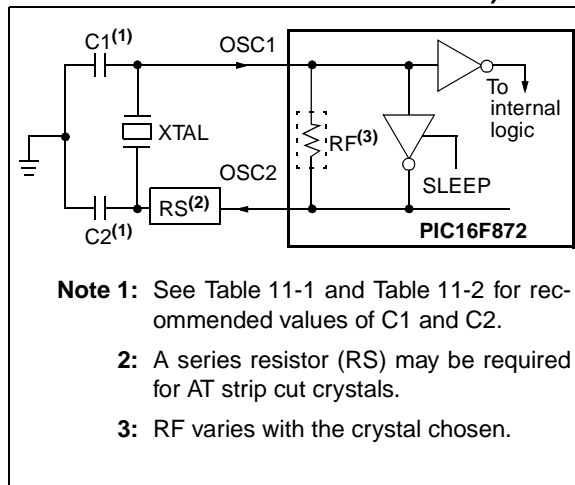 C1(1)
OSC1
To
internal
logic
XTAL
RF(3)
OSC2
SLEEP
RS(2)
C2(1)
PIC16F872
Note 1: See Table 11-1 and Table 11-2 for rec-
ommended values of C1 and C2.
2: A series resistor (RS) may be required
for AT strip cut crystals.
3: RF varies with the crystal chosen.